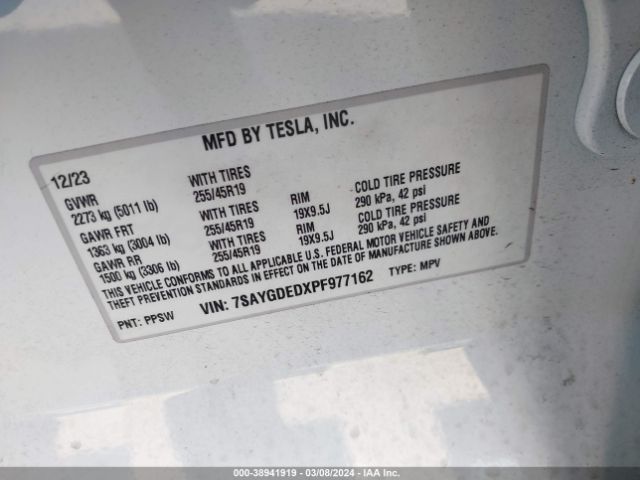 MFD BY TESLA, INC.
12/23
GVWR WITH TIRES
2273 kg (5011 lb) 255/45R19 RIM COLD TIRE PRESSURE
GAWR FRT WITH TIRES 19X9.5J 290 kPa, 42 psi
1363 kg (3004 lb) 255/45R19 RIM COLD TIRE PRESSURE
GAWR RR WITH TIRES 19X9.5J 290 kPa, 42 psi
1500 kg (3306 lb) 255/45R19
THIS VEHICLE CONFORMS TO ALL APPLICABLE U.S. FEDERAL MOTOR VEHICLE SAFETY AND
THEFT PREVENTION STANDARDS IN EFFECT ON THE DATE OF MANUFACTURE SHOWN ABOVE.
PNT: PPSW VIN: 7SAYGDEDXPF977162 TYPE: MPV
000-38941919 - 03/08/2024 - IAA Inc.